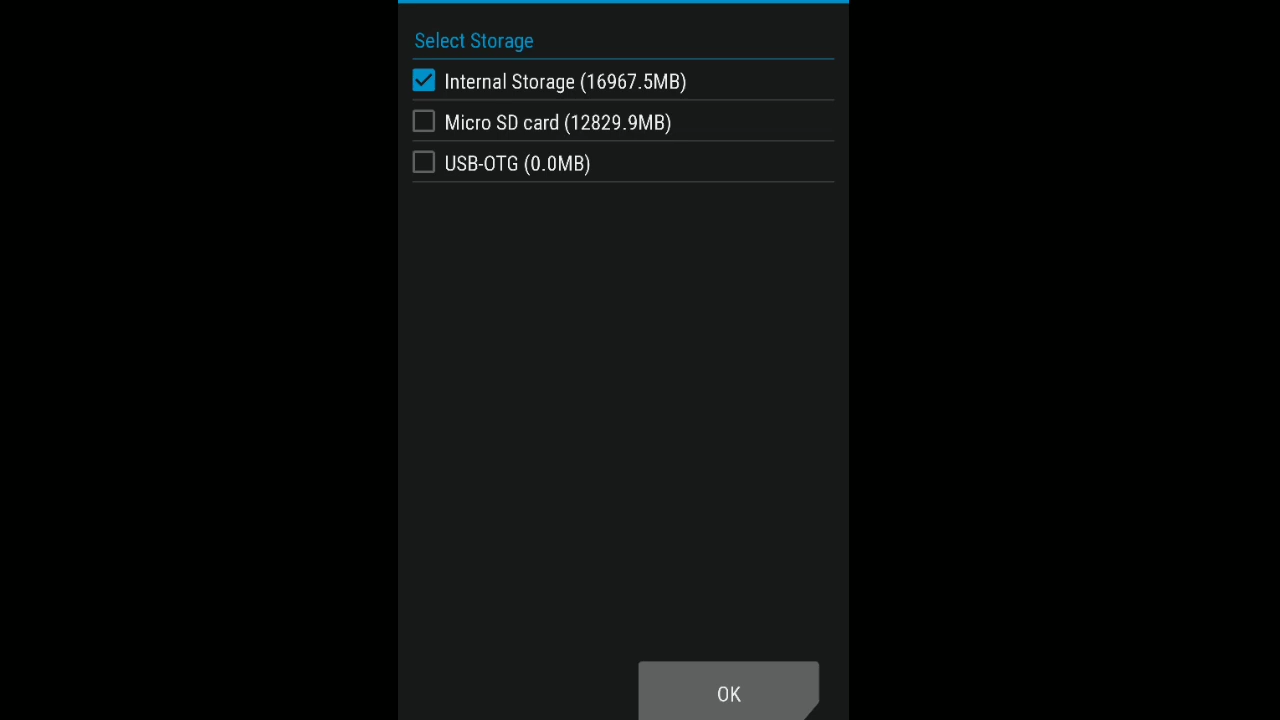 Select Storage
Internal Storage (16967.5MB)
Micro SD card (12829.9MB)
USB-OTG (0.0MB)
OK